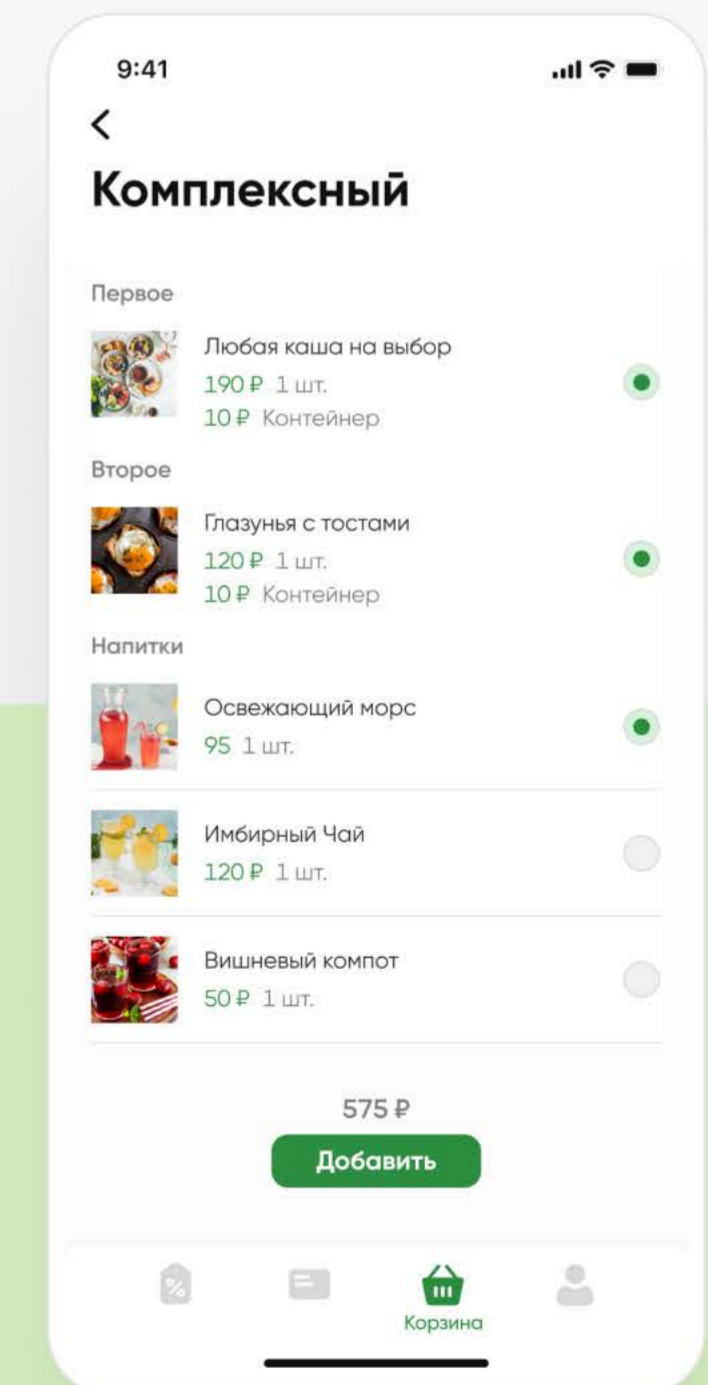 9:41
Комплексный
Первое
Любая каша на выбор
190 ₽ 1 шт.
10 ₽ Контейнер
Второе
Глазунья с тостами
120 ₽ 1 шт.
10 ₽ Контейнер
Напитки
Освежающий морс
95 1 шт.
Имбирный Чай
120 ₽ 1 шт.
Вишневый компот
50 ₽ 1 шт.
575 ₽
Добавить
%
Корзина